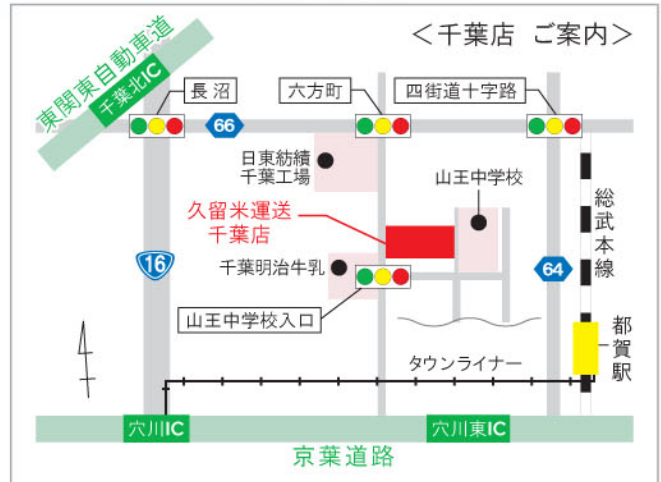 ＜千葉店 ご案内＞
東関東自動車道
千葉北IC
長沼
六方町
四街道十字路
66
日東紡績
千葉工場
山王中学校
久留米運送
千葉店
総武本線
16
千葉明治牛乳
64
山王中学校入口
都賀駅
タウンライナー
穴川IC
穴川東IC
京葉道路